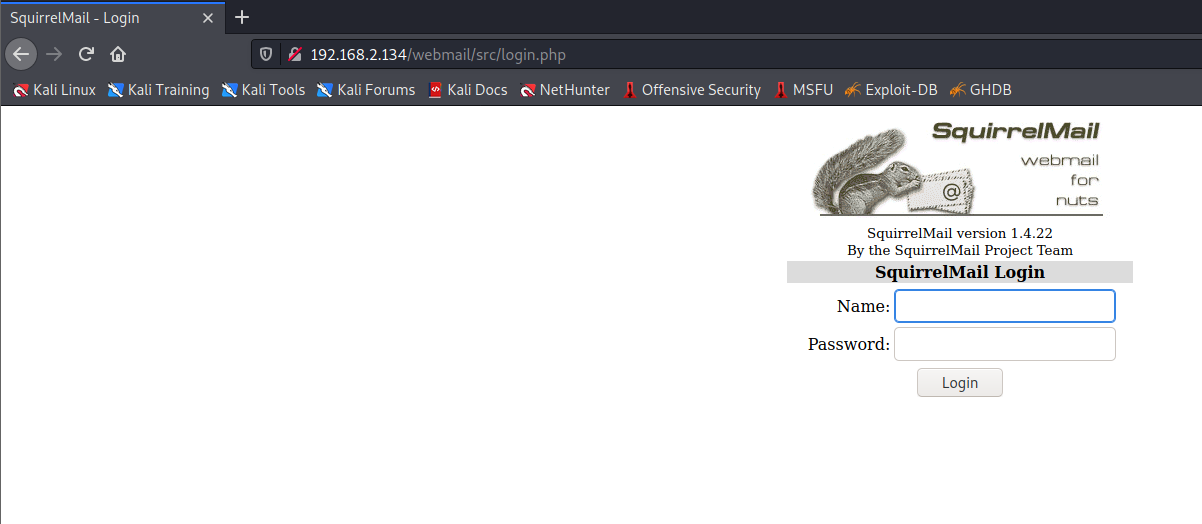 SquirrelMail - Login
192.168.2.134/webmail/src/login.php
Kali Linux Kali Training Kali Tools Kali Forums Kali Docs NetHunter Offensive Security MSFU Exploit-DB GHDB
SquirrelMail
webmail
for
nuts
@
SquirrelMail version 1.4.22
By the SquirrelMail Project Team
SquirrelMail Login
Name:
Password:
Login